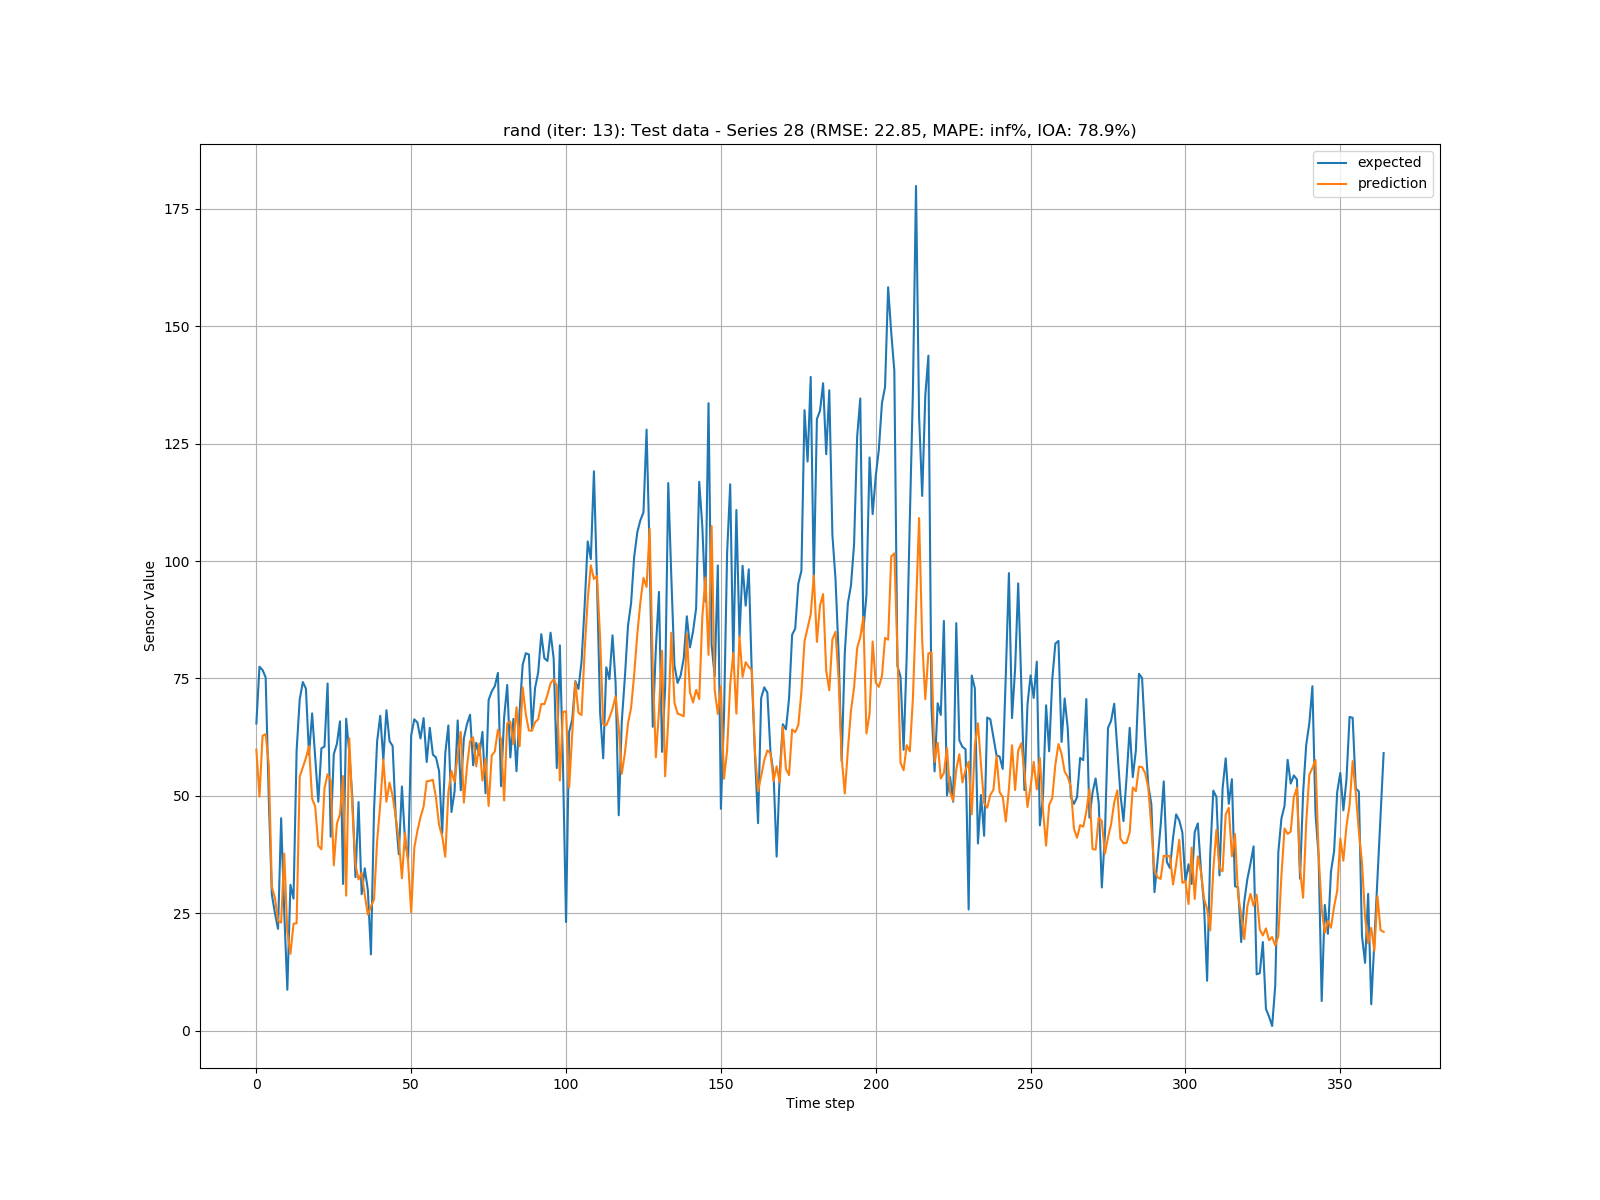 rand (iter: 13): Test data - Series 28 (RMSE: 22.85, MAPE: inf%, IOA: 78.9%)
expected
prediction
175
150
125
100
75
50
25
0
Sensor Value
0 50 100 150 200 250 300 350
Time step